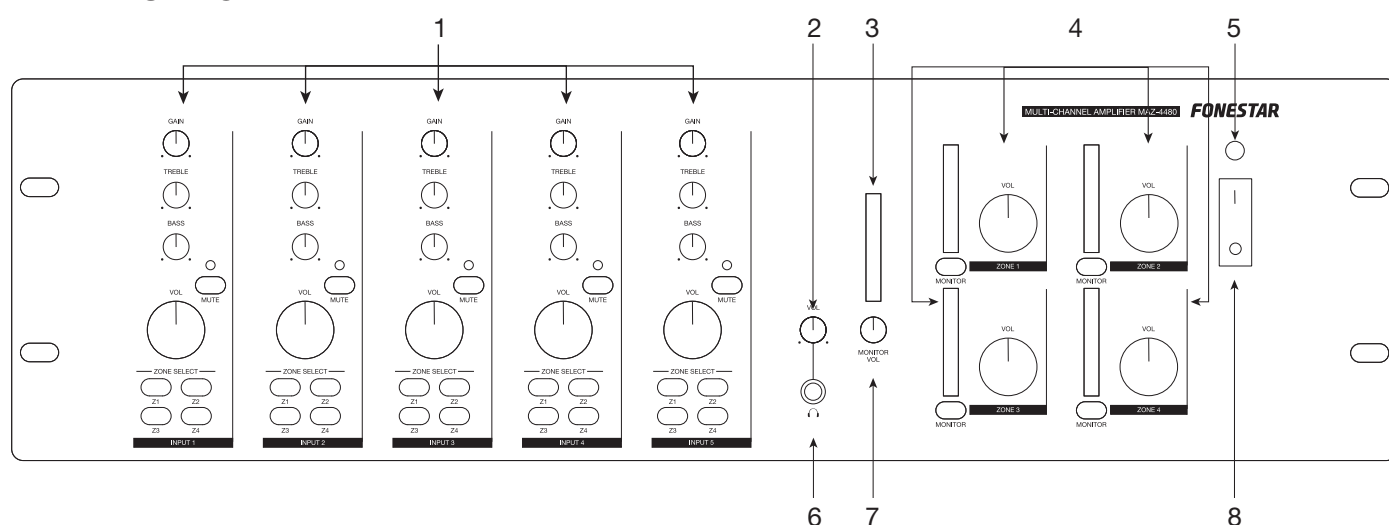 1 2 3 4 5
MULTI-CHANNEL AMPLIFIER MAZ-4480 FONESTAR
GAIN GAIN GAIN GAIN GAIN
TREBLE TREBLE TREBLE TREBLE TREBLE
BASS BASS BASS BASS BASS
VOL VOL
ZONE 1 ZONE 2
MONITOR MONITOR
MUTE MUTE MUTE MUTE MUTE
VOL VOL VOL VOL VOL
VOL
VOL VOL
MONITOR
VOL
ZONE SELECT ZONE SELECT ZONE SELECT ZONE SELECT ZONE SELECT
Z1 Z2 Z1 Z2 Z1 Z2 Z1 Z2 Z1 Z2
Z3 Z4 Z3 Z4 Z3 Z4 Z3 Z4 Z3 Z4
ZONE 3 ZONE 4
MONITOR MONITOR
INPUT 1 INPUT 2 INPUT 3 INPUT 4 INPUT 5
6 7 8